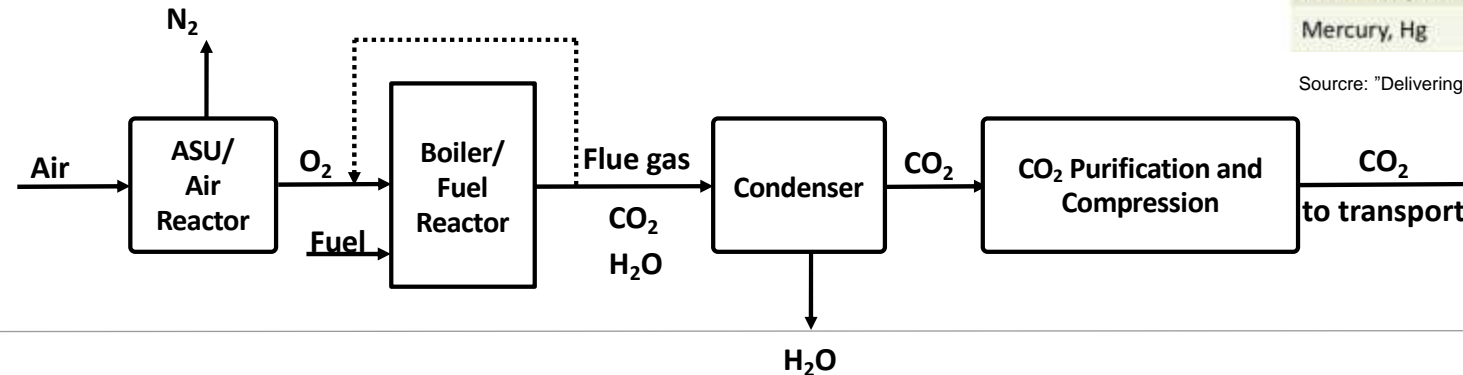 Mercury, Hg
Sourcre: ”Delivering
N₂
Air
ASU/
Air
Reactor
O₂
Fuel
Boiler/
Fuel
Reactor
Flue gas
CO₂
H₂O
Condenser
H₂O
CO₂
CO₂ Purification and
Compression
CO₂
to transport